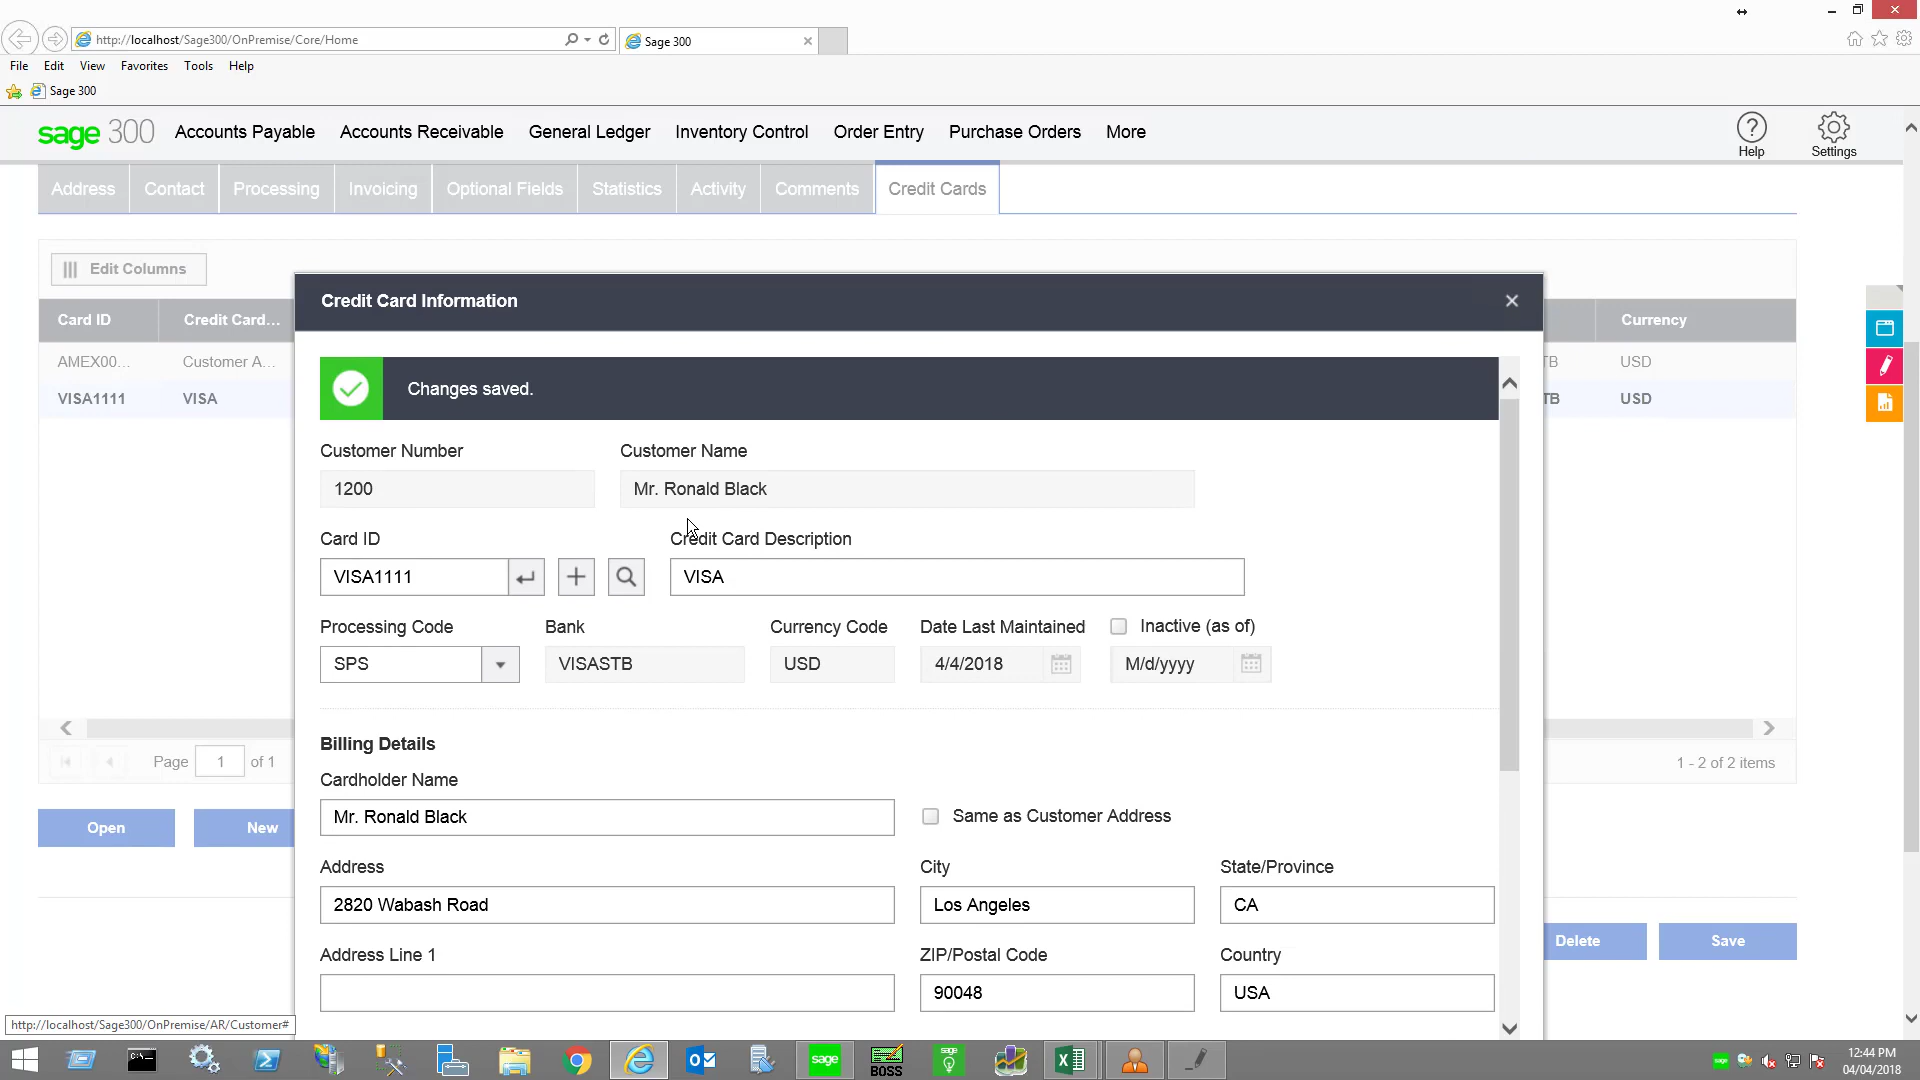 http://localhost/Sage300/OnPremise/Core/Home
Sage 300
File Edit View Favorites Tools Help
Sage 300
sage 300 Accounts Payable Accounts Receivable General Ledger Inventory Control Order Entry Purchase Orders More Help Settings
Address Contact Processing Invoicing Optional Fields Statistics Activity Comments Credit Cards
Edit Columns
Credit Card Information
Card ID Credit Card... Currency
AMEX00... Customer A... TB USD
VISA1111 VISA TB USD
Changes saved.
Customer Number Customer Name
1200 Mr. Ronald Black
Card ID Credit Card Description
VISA1111 VISA
Processing Code Bank Currency Code Date Last Maintained Inactive (as of)
SPS VISASTB USD 4/4/2018 M/d/yyyy
Billing Details
Page 1 of 1 1 - 2 of 2 items
Cardholder Name
Mr. Ronald Black Same as Customer Address
Open New
Address City State/Province
2820 Wabash Road Los Angeles CA
Delete Save
Address Line 1 ZIP/Postal Code Country
90048 USA
http://localhost/Sage300/OnPremise/AR/Customer#
sage
BOSS
sage
12:44 PM
04/04/2018